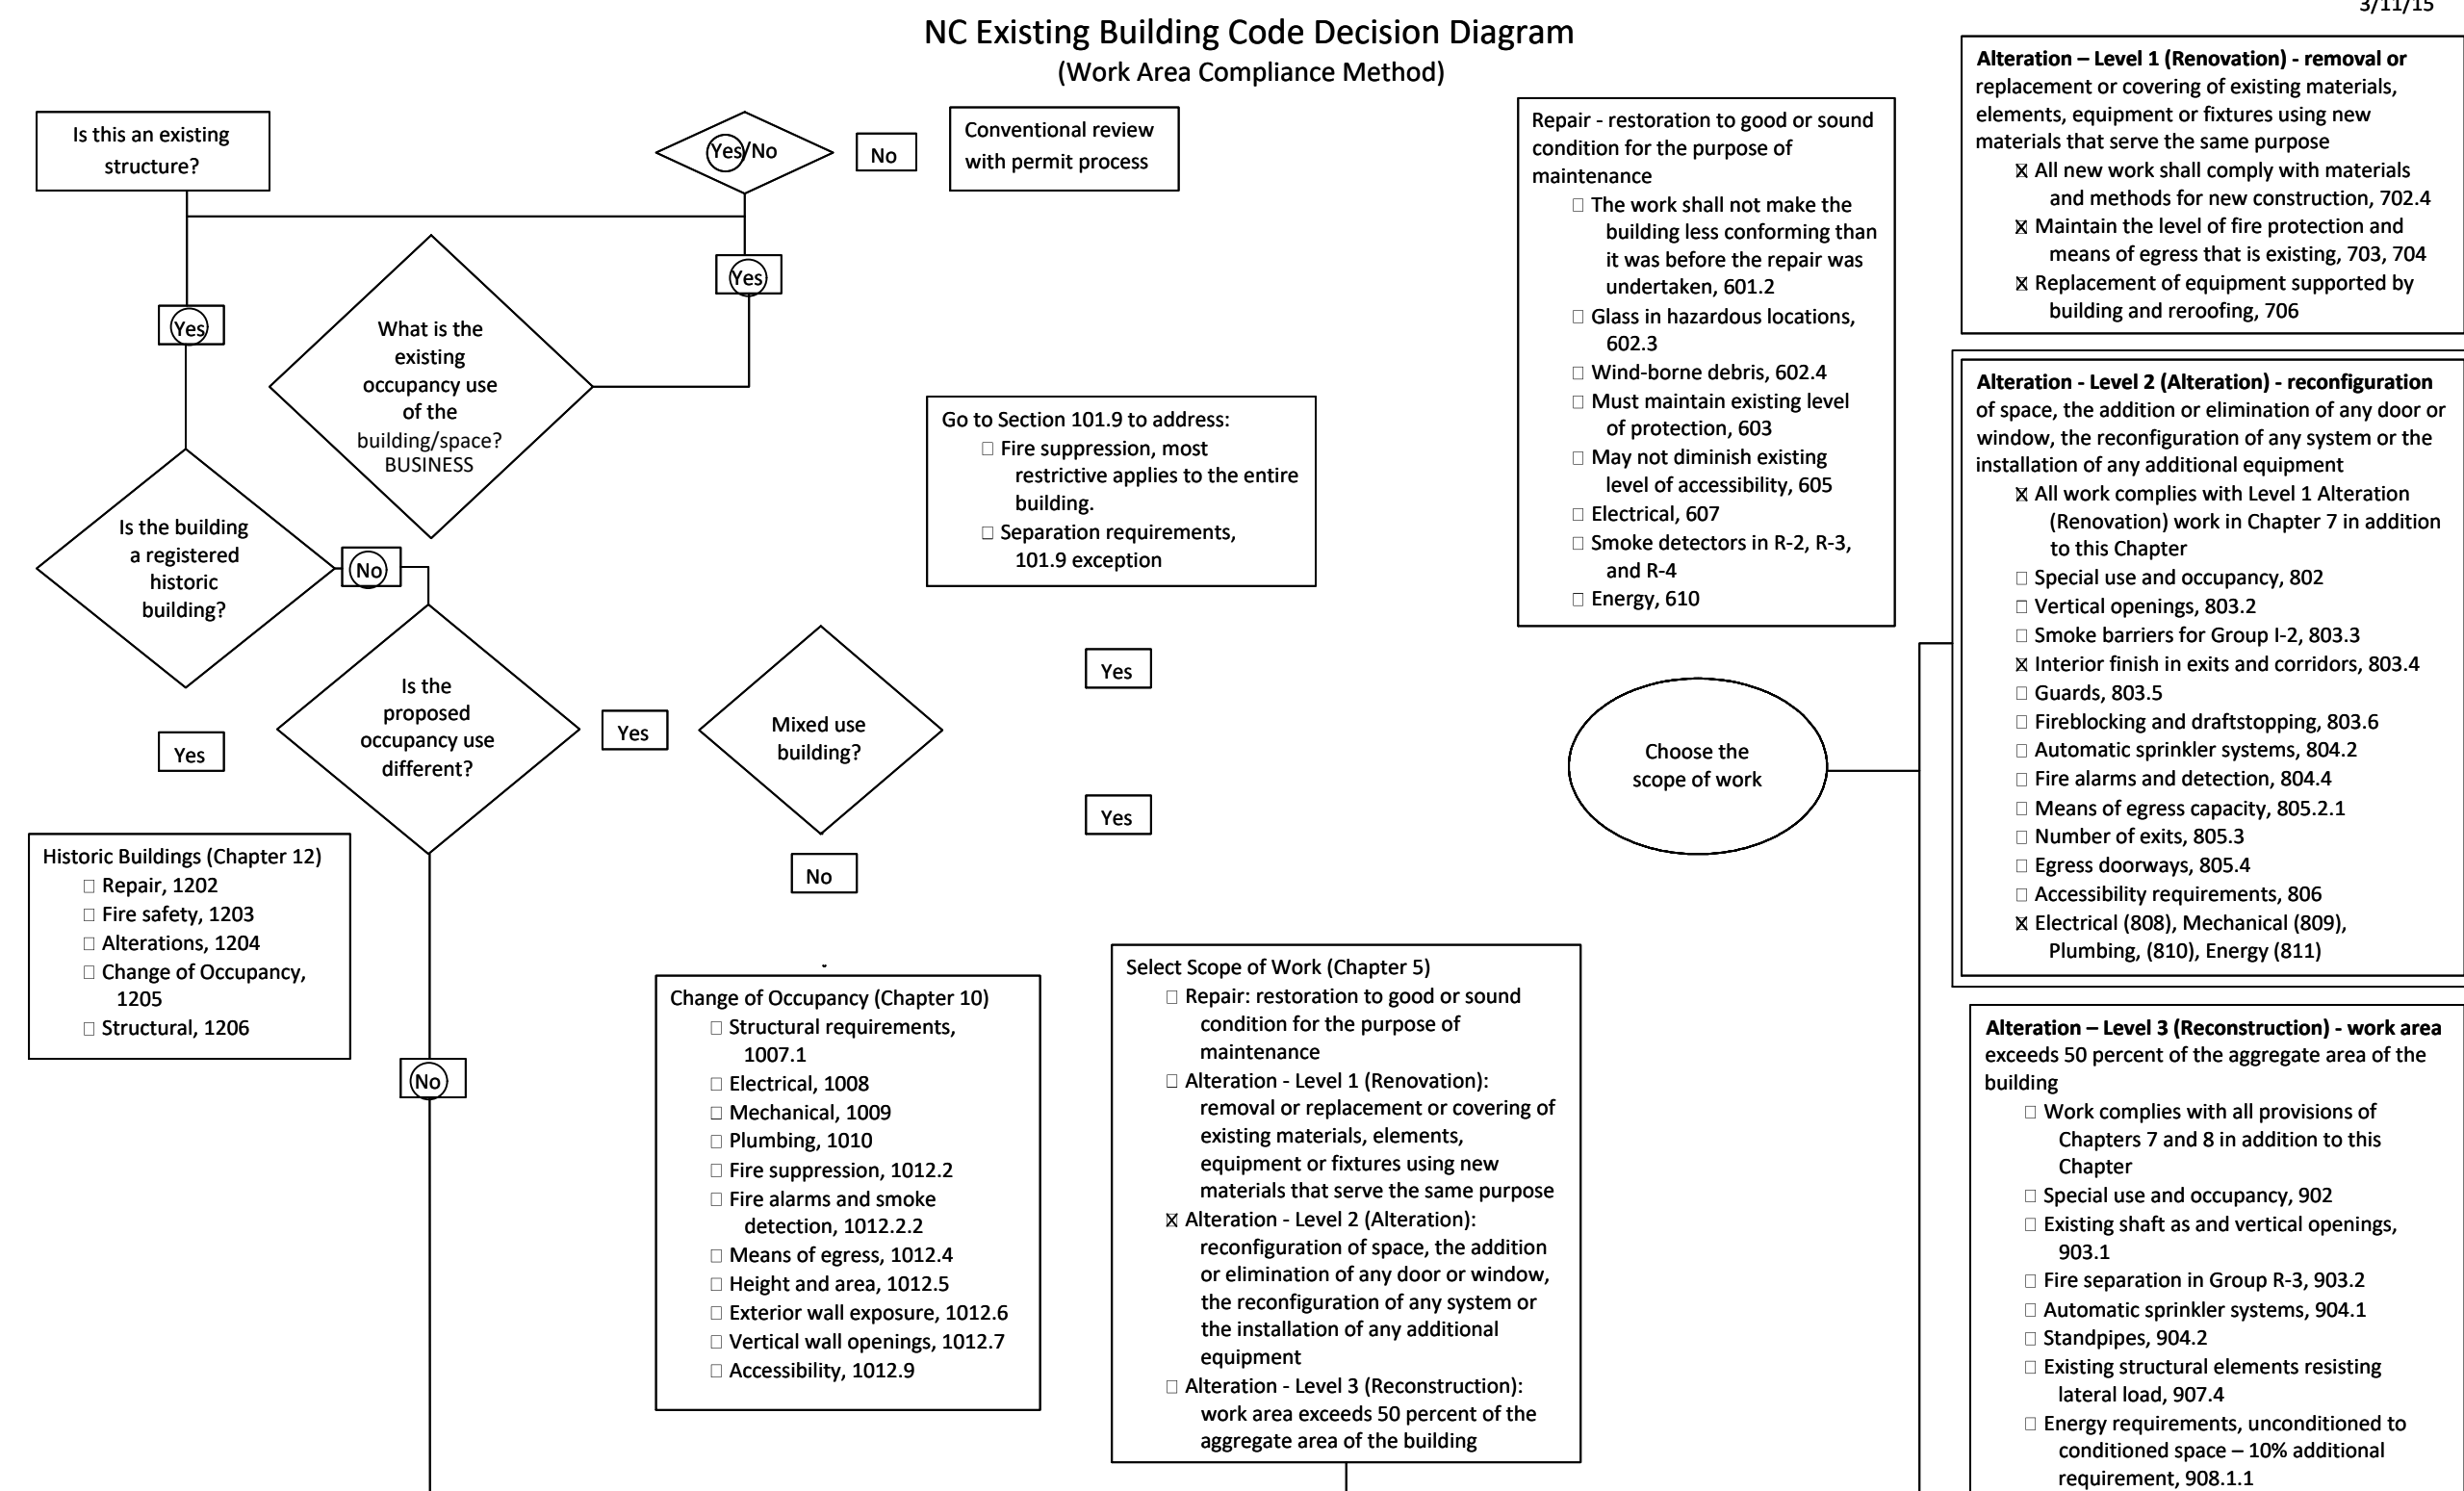 3/11/15
NC Existing Building Code Decision Diagram
(Work Area Compliance Method)
Is this an existing
structure?
Yes/No
No
Conventional review
with permit process
Yes
Yes
What is the
existing
occupancy use
of the
building/space?
BUSINESS
Is the building
a registered
historic
building?
No
Yes
Is the
proposed
occupancy use
different?
Yes
Mixed use
building?
Yes
Yes
No
No
Go to Section 101.9 to address:
☐ Fire suppression, most
restrictive applies to the entire
building.
☐ Separation requirements,
101.9 exception
Historic Buildings (Chapter 12)
☐ Repair, 1202
☐ Fire safety, 1203
☐ Alterations, 1204
☐ Change of Occupancy,
1205
☐ Structural, 1206
Change of Occupancy (Chapter 10)
☐ Structural requirements,
1007.1
☐ Electrical, 1008
☐ Mechanical, 1009
☐ Plumbing, 1010
☐ Fire suppression, 1012.2
☐ Fire alarms and smoke
detection, 1012.2.2
☐ Means of egress, 1012.4
☐ Height and area, 1012.5
☐ Exterior wall exposure, 1012.6
☐ Vertical wall openings, 1012.7
☐ Accessibility, 1012.9
Select Scope of Work (Chapter 5)
☐ Repair: restoration to good or sound
condition for the purpose of
maintenance
☐ Alteration - Level 1 (Renovation):
removal or replacement or covering of
existing materials, elements,
equipment or fixtures using new
materials that serve the same purpose
☒ Alteration - Level 2 (Alteration):
reconfiguration of space, the addition
or elimination of any door or window,
the reconfiguration of any system or
the installation of any additional
equipment
☐ Alteration - Level 3 (Reconstruction):
work area exceeds 50 percent of the
aggregate area of the building
Repair - restoration to good or sound
condition for the purpose of
maintenance
☐ The work shall not make the
building less conforming than
it was before the repair was
undertaken, 601.2
☐ Glass in hazardous locations,
602.3
☐ Wind-borne debris, 602.4
☐ Must maintain existing level
of protection, 603
☐ May not diminish existing
level of accessibility, 605
☐ Electrical, 607
☐ Smoke detectors in R-2, R-3,
and R-4
☐ Energy, 610
Choose the
scope of work
Alteration – Level 1 (Renovation) - removal or
replacement or covering of existing materials,
elements, equipment or fixtures using new
materials that serve the same purpose
☒ All new work shall comply with materials
and methods for new construction, 702.4
☒ Maintain the level of fire protection and
means of egress that is existing, 703, 704
☒ Replacement of equipment supported by
building and reroofing, 706
Alteration - Level 2 (Alteration) - reconfiguration
of space, the addition or elimination of any door or
window, the reconfiguration of any system or the
installation of any additional equipment
☒ All work complies with Level 1 Alteration
(Renovation) work in Chapter 7 in addition
to this Chapter
☐ Special use and occupancy, 802
☐ Vertical openings, 803.2
☐ Smoke barriers for Group I-2, 803.3
☒ Interior finish in exits and corridors, 803.4
☐ Guards, 803.5
☐ Fireblocking and draftstopping, 803.6
☐ Automatic sprinkler systems, 804.2
☐ Fire alarms and detection, 804.4
☐ Means of egress capacity, 805.2.1
☐ Number of exits, 805.3
☐ Egress doorways, 805.4
☐ Accessibility requirements, 806
☒ Electrical (808), Mechanical (809),
Plumbing, (810), Energy (811)
Alteration – Level 3 (Reconstruction) - work area
exceeds 50 percent of the aggregate area of the
building
☐ Work complies with all provisions of
Chapters 7 and 8 in addition to this
Chapter
☐ Special use and occupancy, 902
☐ Existing shaft as and vertical openings,
903.1
☐ Fire separation in Group R-3, 903.2
☐ Automatic sprinkler systems, 904.1
☐ Standpipes, 904.2
☐ Existing structural elements resisting
lateral load, 907.4
☐ Energy requirements, unconditioned to
conditioned space – 10% additional
requirement, 908.1.1